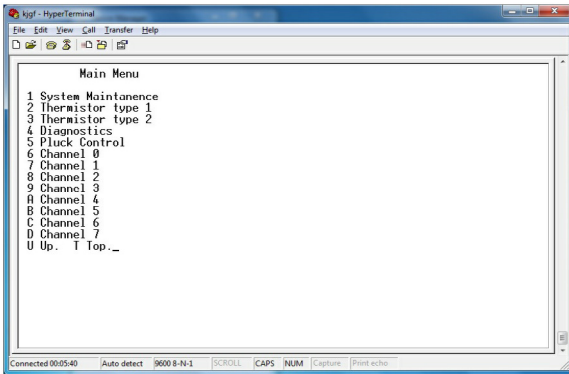 kjgf - HyperTerminal
File Edit View Call Transfer Help
Main Menu
1 System Maintanence
2 Thermistor type 1
3 Thermistor type 2
4 Diagnostics
5 Pluck Control
6 Channel 0
7 Channel 1
8 Channel 2
9 Channel 3
A Channel 4
B Channel 5
C Channel 6
D Channel 7
U Up. T Top._
Connected 00:05:40 Auto detect 9600 8-N-1 SCROLL CAPS NUM Capture Print echo